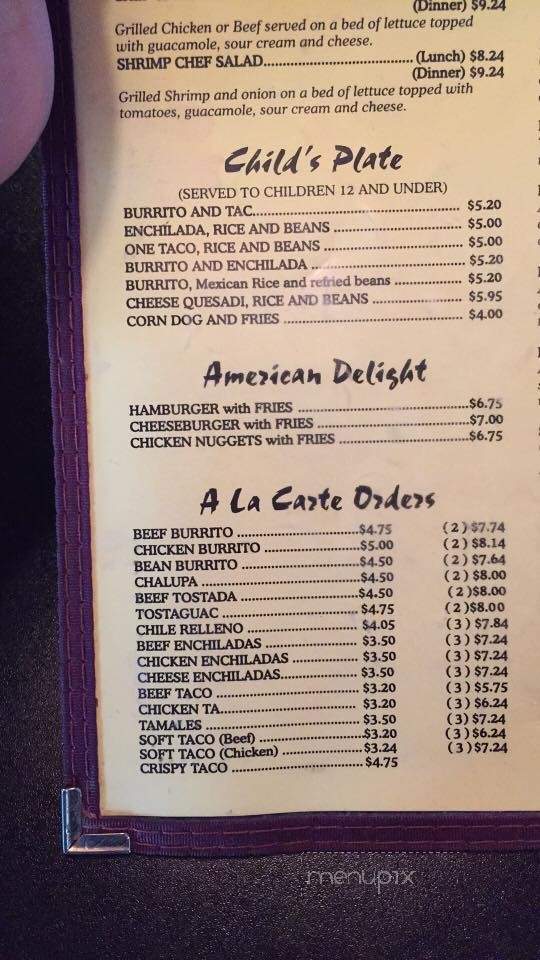 (Dinner) $9.24
Grilled Chicken or Beef served on a bed of lettuce topped
with guacamole, sour cream and cheese.
SHRIMP CHEF SALAD (Lunch) $8.24
(Dinner) $9.24
Grilled Shrimp and onion on a bed of lettuce topped with
tomatoes, guacamole, sour cream and cheese.
Child's Plate
(SERVED TO CHILDREN 12 AND UNDER)
BURRITO AND TAC $5.20
ENCHILADA, RICE AND BEANS $5.00
ONE TACO, RICE AND BEANS $5.00
BURRITO AND ENCHILADA $5.20
BURRITO, Mexican Rice and refried beans $5.20
CHEESE QUESADI, RICE AND BEANS $5.95
CORN DOG AND FRIES $4.00
American Delight
HAMBURGER with FRIES $6.75
CHEESEBURGER with FRIES $7.00
CHICKEN NUGGETS with FRIES $6.75
A La Carte Orders
BEEF BURRITO $4.75 (2) $7.74
CHICKEN BURRITO $5.00 (2) $8.14
BEAN BURRITO $4.50 (2) $7.64
CHALUPA $4.50 (2) $8.00
BEEF TOSTADA $4.50 (2) $8.00
TOSTAGUAC $4.75 (2) $8.00
CHILE RELLENO $4.05 (3) $7.84
BEEF ENCHILADAS $3.50 (3) $7.24
CHICKEN ENCHILADAS $3.50 (3) $7.24
CHEESE ENCHILADAS $3.50 (3) $7.24
BEEF TACO $3.20 (3) $5.75
CHICKEN TA $3.20 (3) $6.24
TAMALES $3.50 (3) $7.24
SOFT TACO (Beef) $3.20 (3) $6.24
SOFT TACO (Chicken) $3.24 (3) $7.24
CRISPY TACO $4.75
menupix